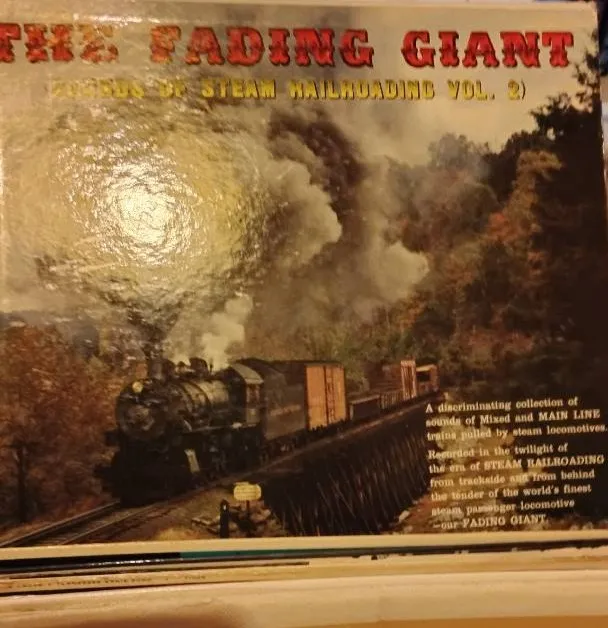 THE FADING GIANT
SOUNDS OF STEAM RAILROADING VOL. 2)
A discriminating collection of
sounds of Mixed and MAIN LINE
trains pulled by steam locomotives.
Recorded in the twilight of
the era of STEAM RAILROADING
from trackside and from behind
the tender of the world's finest
steam passenger locomotive
—our FADING GIANT.